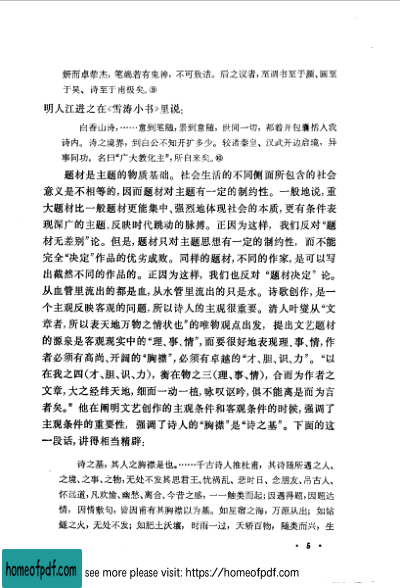 妍而卓荦杰，笔端若有鬼神，不可致诘。后之议者，至谓书至于颜、画至
于吴、诗至于甫极矣。⑨
明人江进之在《雪涛小书》里说：
白香山诗，……意到笔随，景到意随，世间一切，都着并包囊括入我
诗内。诗之境界，到白公不知开扩多少。较诸秦皇、汉武开边启境，异
事同功，名曰“广大教化主”，所自来矣。⑩
题材是主题的物质基础。社会生活的不同侧面所包含的社会
意义是不相等的，因而题材对主题有一定的制约性。一般地说，重
大题材比一般题材更能集中、强烈地体现社会的本质，更有条件表
现深广的主题、反映时代跳动的脉搏。正因为这样，我们反对“题
材无差别”论。但是，题材只对主题思想有一定的制约性，而不能
完全“决定”作品的优劣成败。同样的题材，不同的作家，是可以写
出截然不同的作品的。正因为这样，我们也反对“题材决定”论。
从血管里流出的都是血，从水管里流出的只是水。诗歌创作，是一
个主观反映客观的问题，所以诗人的主观很重要。清人叶燮从“文
章者，所以表天地万物之情状也”的唯物观点出发，提出文艺题材
的源泉是客观现实中的“理、事、情”，而要很好地表现理、事、情，作
者必须有高尚、开阔的“胸襟”，必须有卓越的“才、胆、识、力”。“以
在我之四（才、胆、识、力），衡在物之三（理、事、情），合而为作者之
文章，大之经纬天地，细而一动一植，咏叹讴吟，俱不能离是而为言
者矣。”他在阐明文艺创作的主观条件和客观条件的时候，强调了
主观条件的重要性，强调了诗人的“胸襟”是“诗之基”。下面的这
一段话，讲得相当精辟：
诗之基，其人之胸襟是也。……千古诗人推杜甫，其诗随所遇之人、
之境、之事、之物，无处不发其思君王、忧祸乱、悲时日、念朋友、吊古人、
怀远道，凡欢愉、幽愁、离合、今昔之感，一一触类而起；因遇得题，因题达
情，因情敷句，皆因甫有其胸襟以为基。如星宿之海，万源从出；如钻
燧之火，无处不发；如肥土沃壤，时雨一过，夭矫百物，随类而兴，生
· 5 ·
homeofpdf.com
see more please visit: https://homeofpdf.com